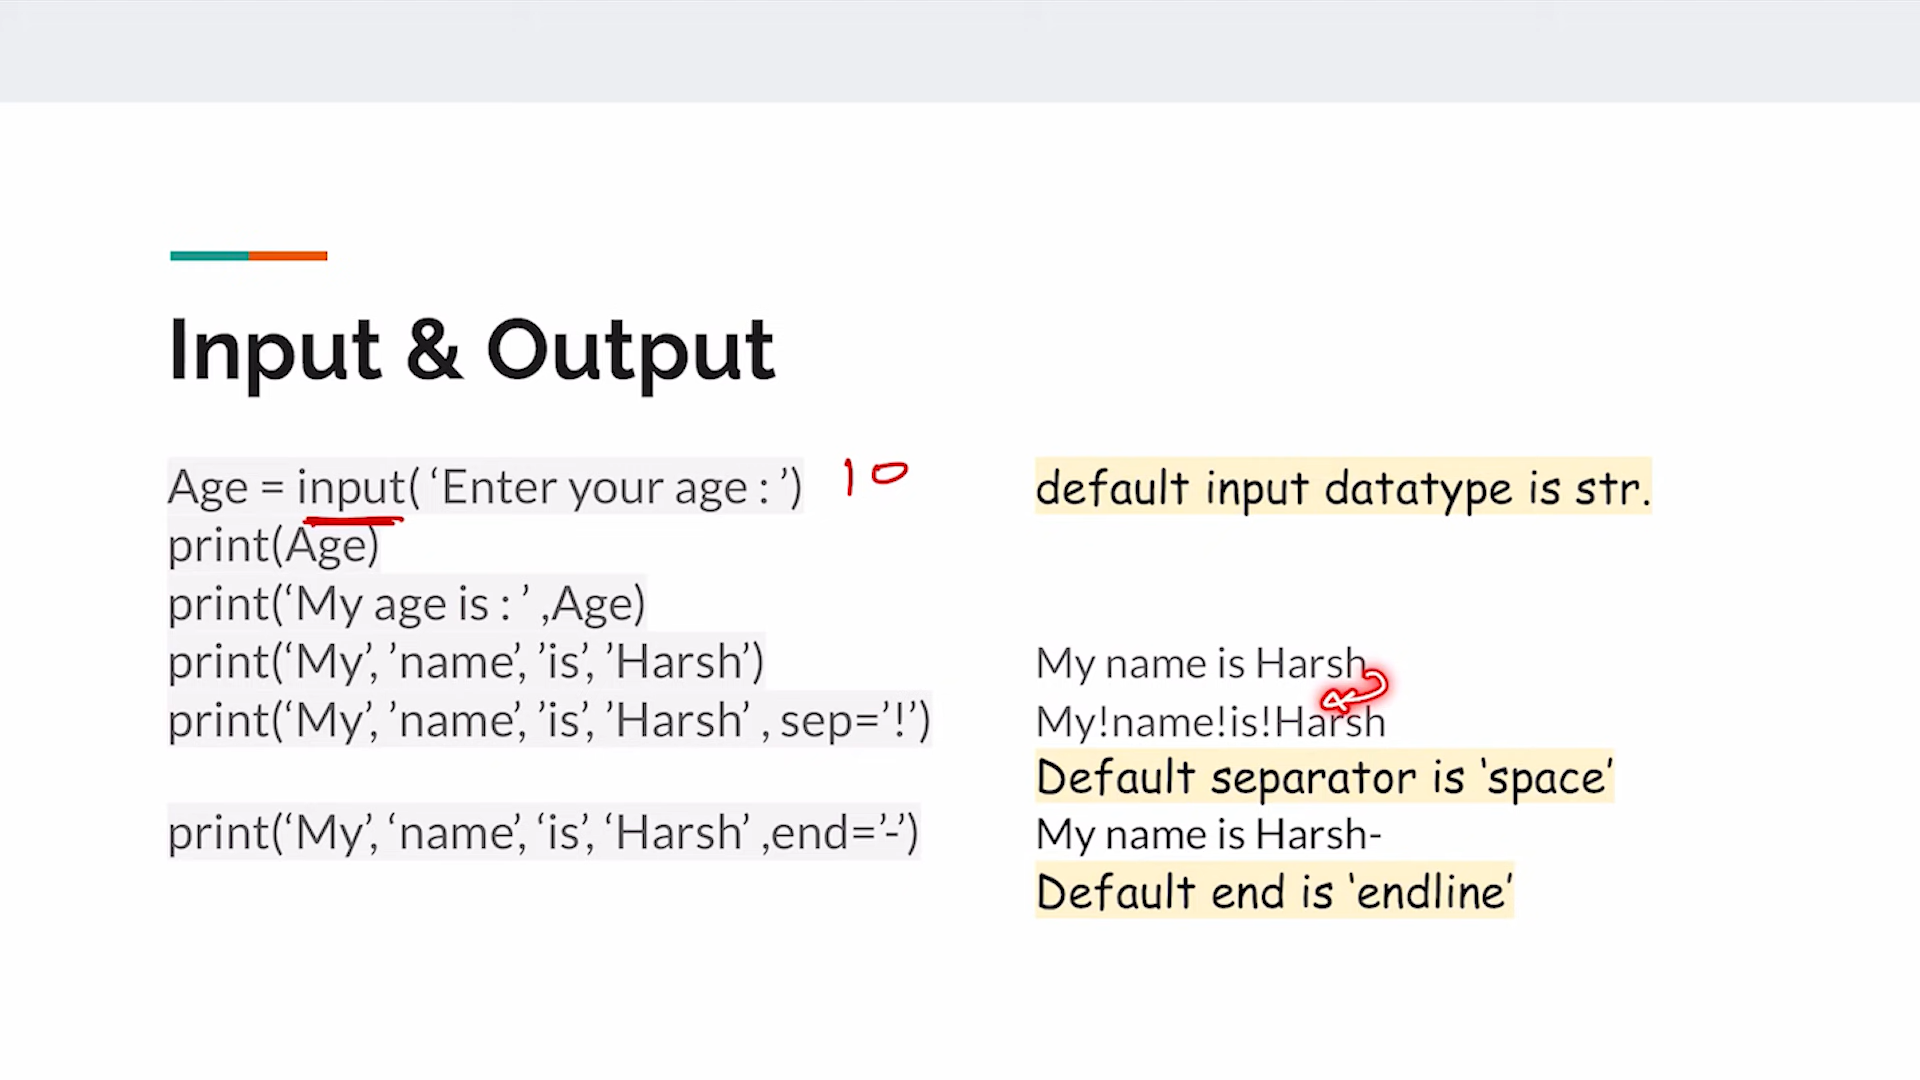 Input & Output
Age = input( ‘Enter your age : ’) 10
print(Age)
print(‘My age is : ’ ,Age)
print(‘My’, ’name’, ’is’, ’Harsh’)
print(‘My’, ’name’, ’is’, ’Harsh’ , sep=’!’)
print(‘My’, ‘name’, ‘is’, ‘Harsh’ ,end=’-’)
default input datatype is str.
My name is Harsh
My!name!is!Harsh
Default separator is ‘space’
My name is Harsh-
Default end is ‘endline’